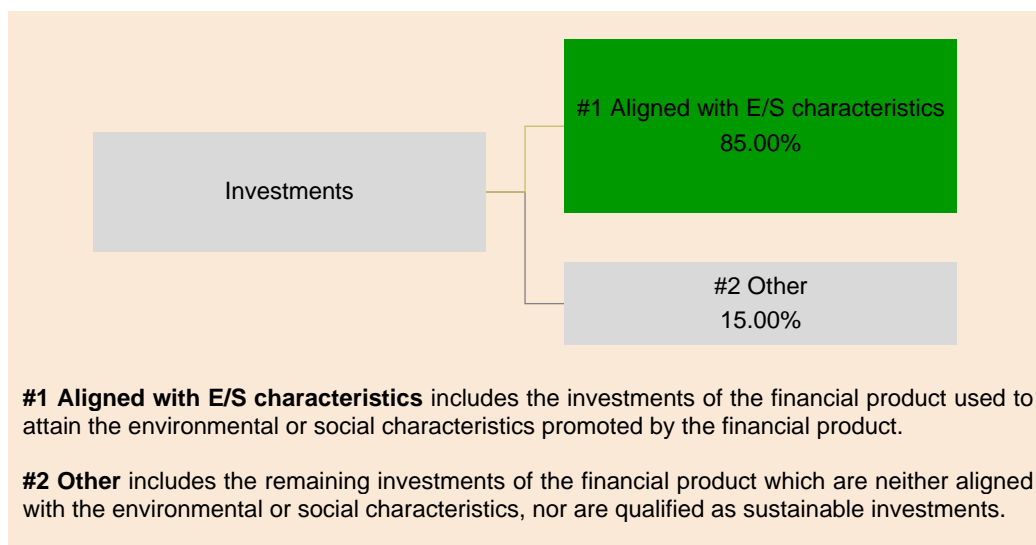 #1 Aligned with E/S characteristics
85.00%
Investments
#2 Other
15.00%
#1 Aligned with E/S characteristics includes the investments of the financial product used to
attain the environmental or social characteristics promoted by the financial product.
#2 Other includes the remaining investments of the financial product which are neither aligned
with the environmental or social characteristics, nor are qualified as sustainable investments.